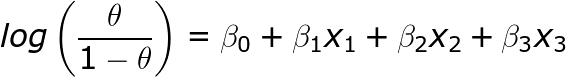 log(θ/(1 − θ)) = β₀ + β₁x₁ + β₂x₂ + β₃x₃